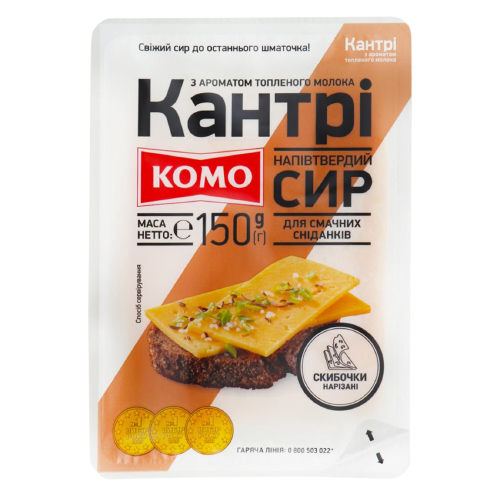 Свіжий сир до останнього шматочка!
Кантрі
з ароматом
топленого молока
З АРОМАТОМ ТОПЛЕНОГО МОЛОКА
Кантрі
КОМО
НАПІВТВЕРДИЙ
СИР
МАСА
НЕТТО: ℮ 150 g (г)
ДЛЯ СМАЧНИХ
СНІДАНКІВ
Спосіб сервірування
СКИБОЧКИ
НАРІЗАНІ
ГАРЯЧА ЛІНІЯ: 0 800 503 022*